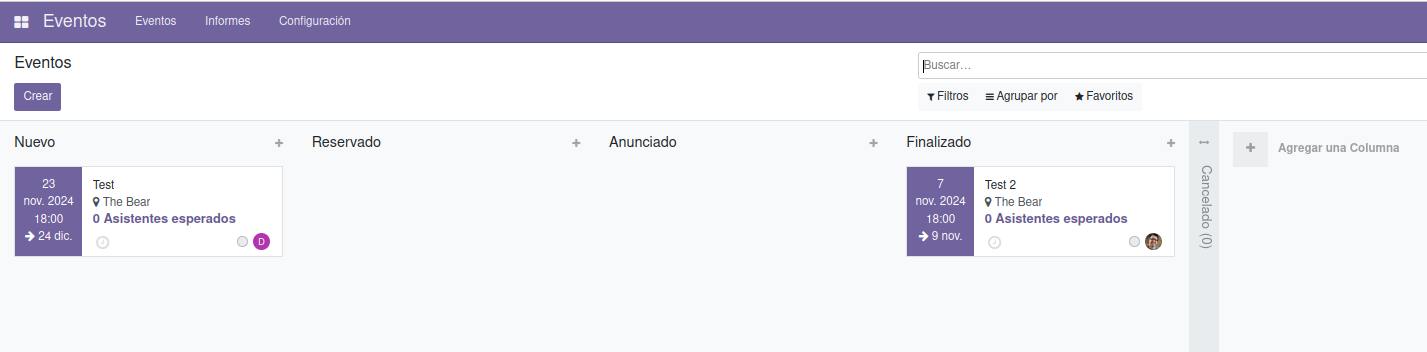 Eventos Eventos Informes Configuración
Eventos
Buscar...
Crear
Filtros Agrupar por Favoritos
Nuevo
Reservado
Anunciado
Finalizado
Cancelado (0)
Agregar una Columna
23
nov. 2024
18:00
24 dic.
Test
The Bear
0 Asistentes esperados
D
7
nov. 2024
18:00
9 nov.
Test 2
The Bear
0 Asistentes esperados